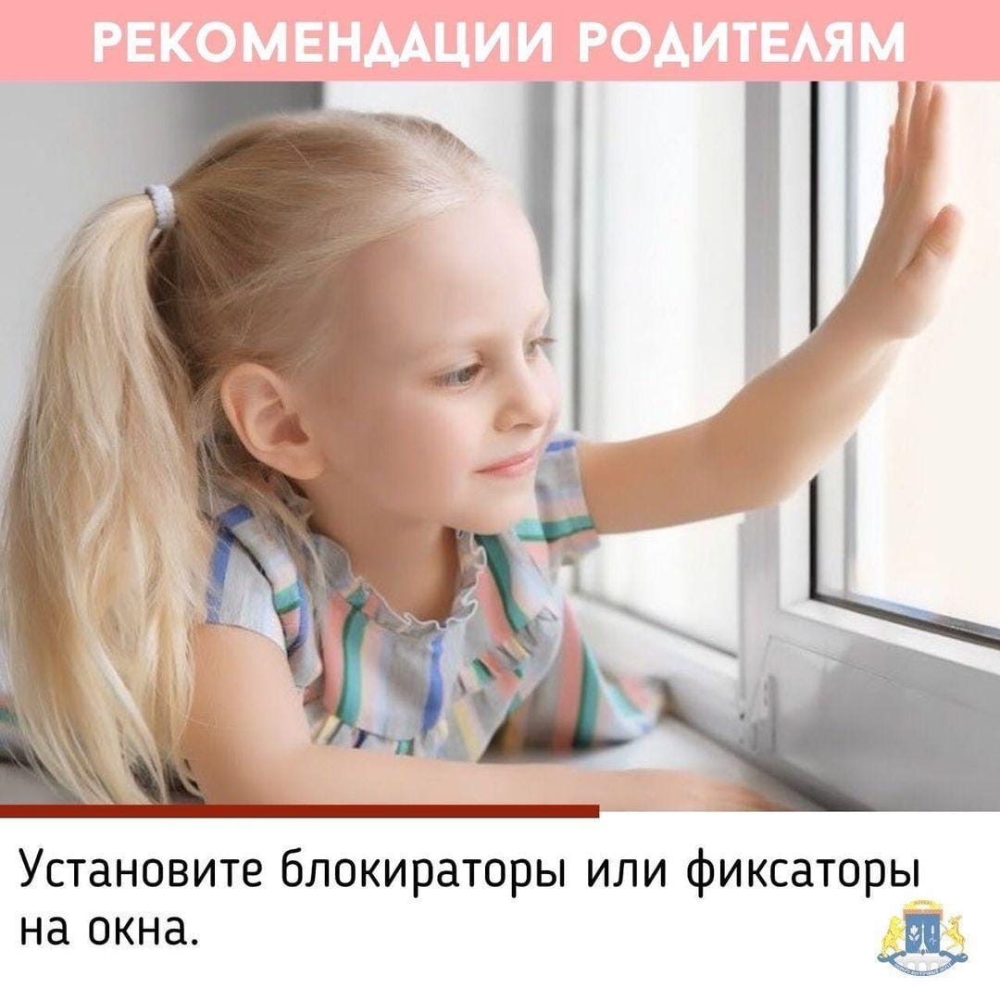 РЕКОМЕНДАЦИИ РОДИТЕЛЯМ
Установите блокираторы или фиксаторы
на окна.